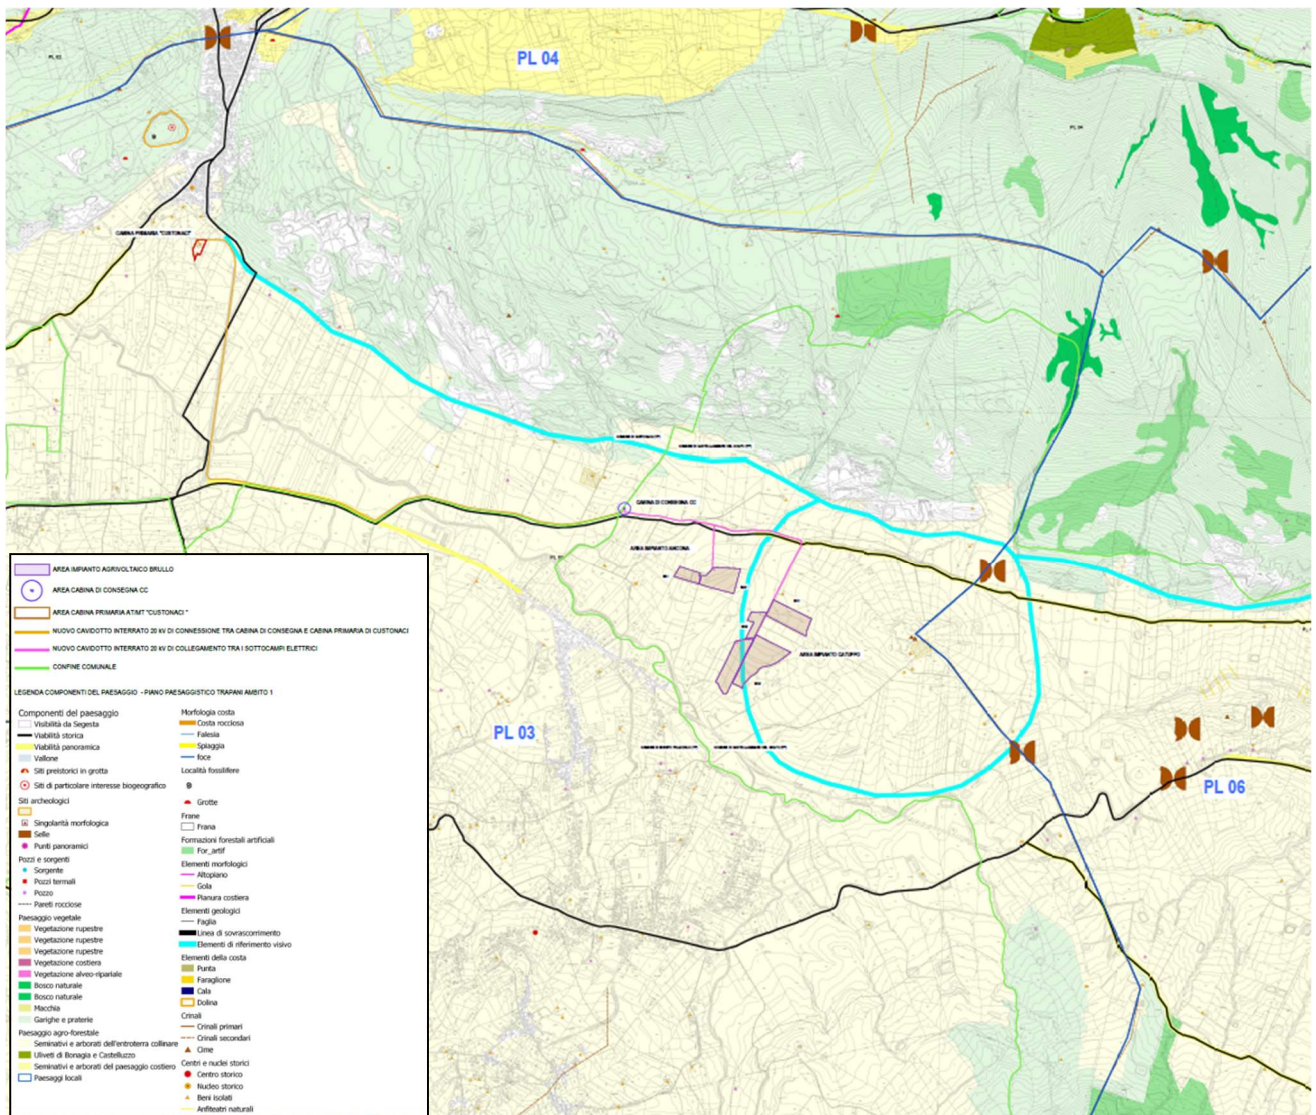 PL 04
PL 02
PL 04
CABINA PRIMARIA "CUSTONACI"
CABINA DI CONSEGNA CC
AREA IMPIANTO ANCONA
AREA IMPIANTO CATUFFO
PL 03
PL 06
AREA IMPIANTO AGRIVOLTAICO BRULLO
AREA CABINA DI CONSEGNA CC
AREA CABINA PRIMARIA AT/MT "CUSTONACI "
NUOVO CAVIDOTTO INTERRATO 20 kV DI CONNESSIONE TRA CABINA DI CONSEGNA E CABINA PRIMARIA DI CUSTONACI
NUOVO CAVIDOTTO INTERRATO 20 kV DI COLLEGAMENTO TRA I SOTTOCAMPI ELETTRICI
CONFINE COMUNALE
LEGENDA COMPONENTI DEL PAESAGGIO - PIANO PAESAGGISTICO TRAPANI AMBITO 1
Componenti del paesaggio
Visibilità da Segesta
Viabilità storica
Viabilità panoramica
Vallone
Siti preistorici in grotta
Siti di particolare interesse biogeografico
Siti archeologici
Singolarità morfologica
Selle
Punti panoramici
Pozzi e sorgenti
Sorgente
Pozzi termali
Pozzo
Pareti rocciose
Paesaggio vegetale
Vegetazione rupestre
Vegetazione rupestre
Vegetazione rupestre
Vegetazione costiera
Vegetazione alveo-ripariale
Bosco naturale
Bosco naturale
Macchia
Garighe e praterie
Paesaggio agro-forestale
Seminativi e arborati dell'entroterra collinare
Uliveti di Bonagia e Castelluzzo
Seminativi e arborati del paesaggio costiero
Paesaggi locali
Morfologia costa
Costa rocciosa
Falesia
Spiaggia
foce
Località fossilifere
Grotte
Frane
Frana
Formazioni forestali artificiali
For_artif
Elementi morfologici
Altopiano
Gola
Pianura costiera
Elementi geologici
Faglia
Linea di sovrascorrimento
Elementi di riferimento visivo
Elementi della costa
Punta
Faraglione
Cala
Dolina
Crinali
Crinali primari
Crinali secondari
Cime
Centri e nuclei storici
Centro storico
Nucleo storico
Beni isolati
Anfiteatri naturali